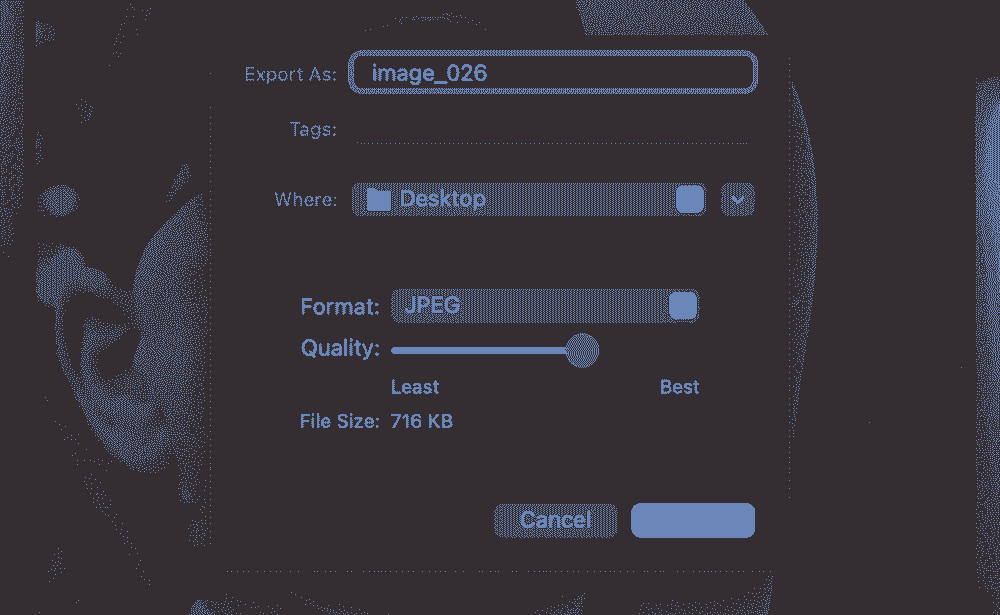 Export As: image_026
Tags:
Where: Desktop
Format: JPEG
Quality:
Least Best
File Size: 716 KB
Cancel